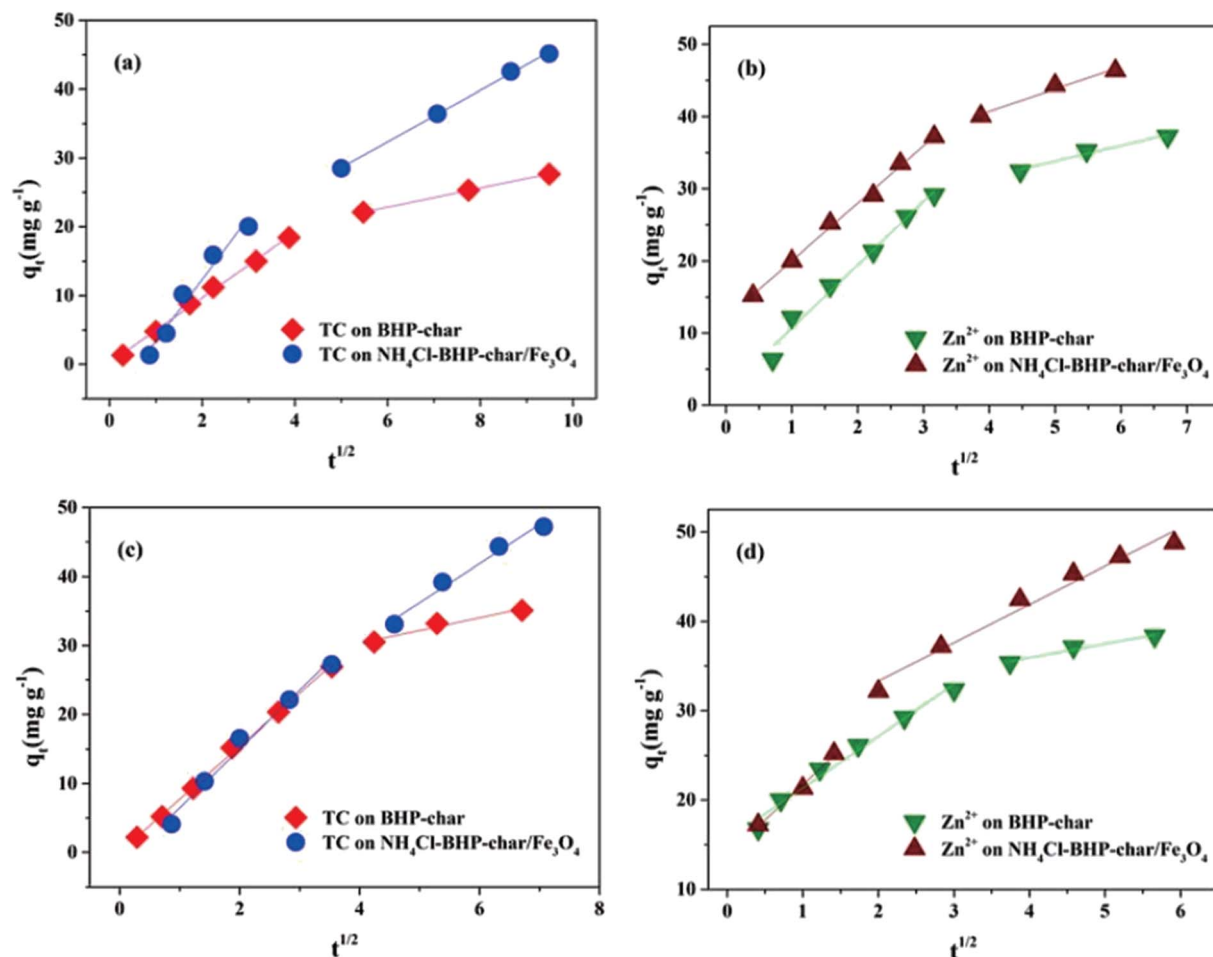 (a)
50
40
30
20
10
0
qₜ(mg g⁻¹)
TC on BHP-char
TC on NH₄Cl-BHP-char/Fe₃O₄
0 2 4 6 8 10
t^1/2
(b)
50
40
30
20
10
0
qₜ(mg g⁻¹)
Zn²⁺ on BHP-char
Zn²⁺ on NH₄Cl-BHP-char/Fe₃O₄
0 1 2 3 4 5 6 7
t^1/2
(c)
50
40
30
20
10
0
qₜ(mg g⁻¹)
TC on BHP-char
TC on NH₄Cl-BHP-char/Fe₃O₄
0 2 4 6 8
t^1/2
(d)
50
40
30
20
10
qₜ(mg g⁻¹)
Zn²⁺ on BHP-char
Zn²⁺ on NH₄Cl-BHP-char/Fe₃O₄
0 1 2 3 4 5 6
t^1/2